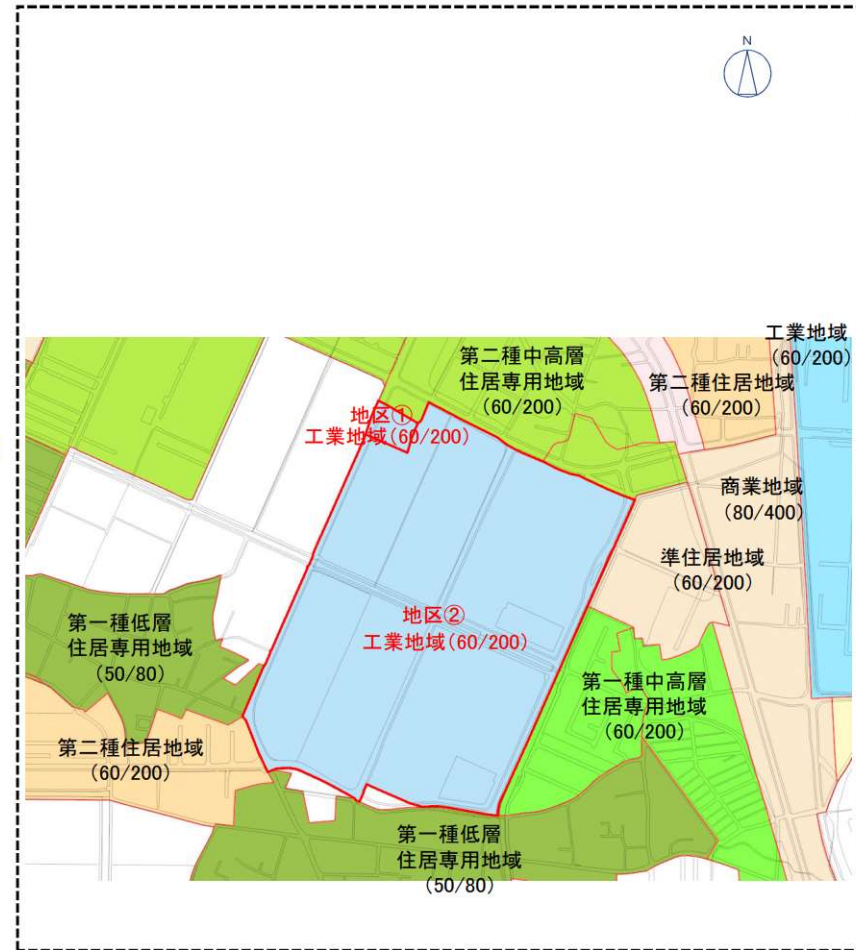 N
工業地域
(60/200)
第二種中高層
住居専用地域
(60/200)
第二種住居地域
(60/200)
地区①
工業地域(60/200)
商業地域
(80/400)
準住居地域
(60/200)
地区②
工業地域(60/200)
第一種低層
住居専用地域
(50/80)
第一種中高層
住居専用地域
(60/200)
第二種住居地域
(60/200)
第一種低層
住居専用地域
(50/80)